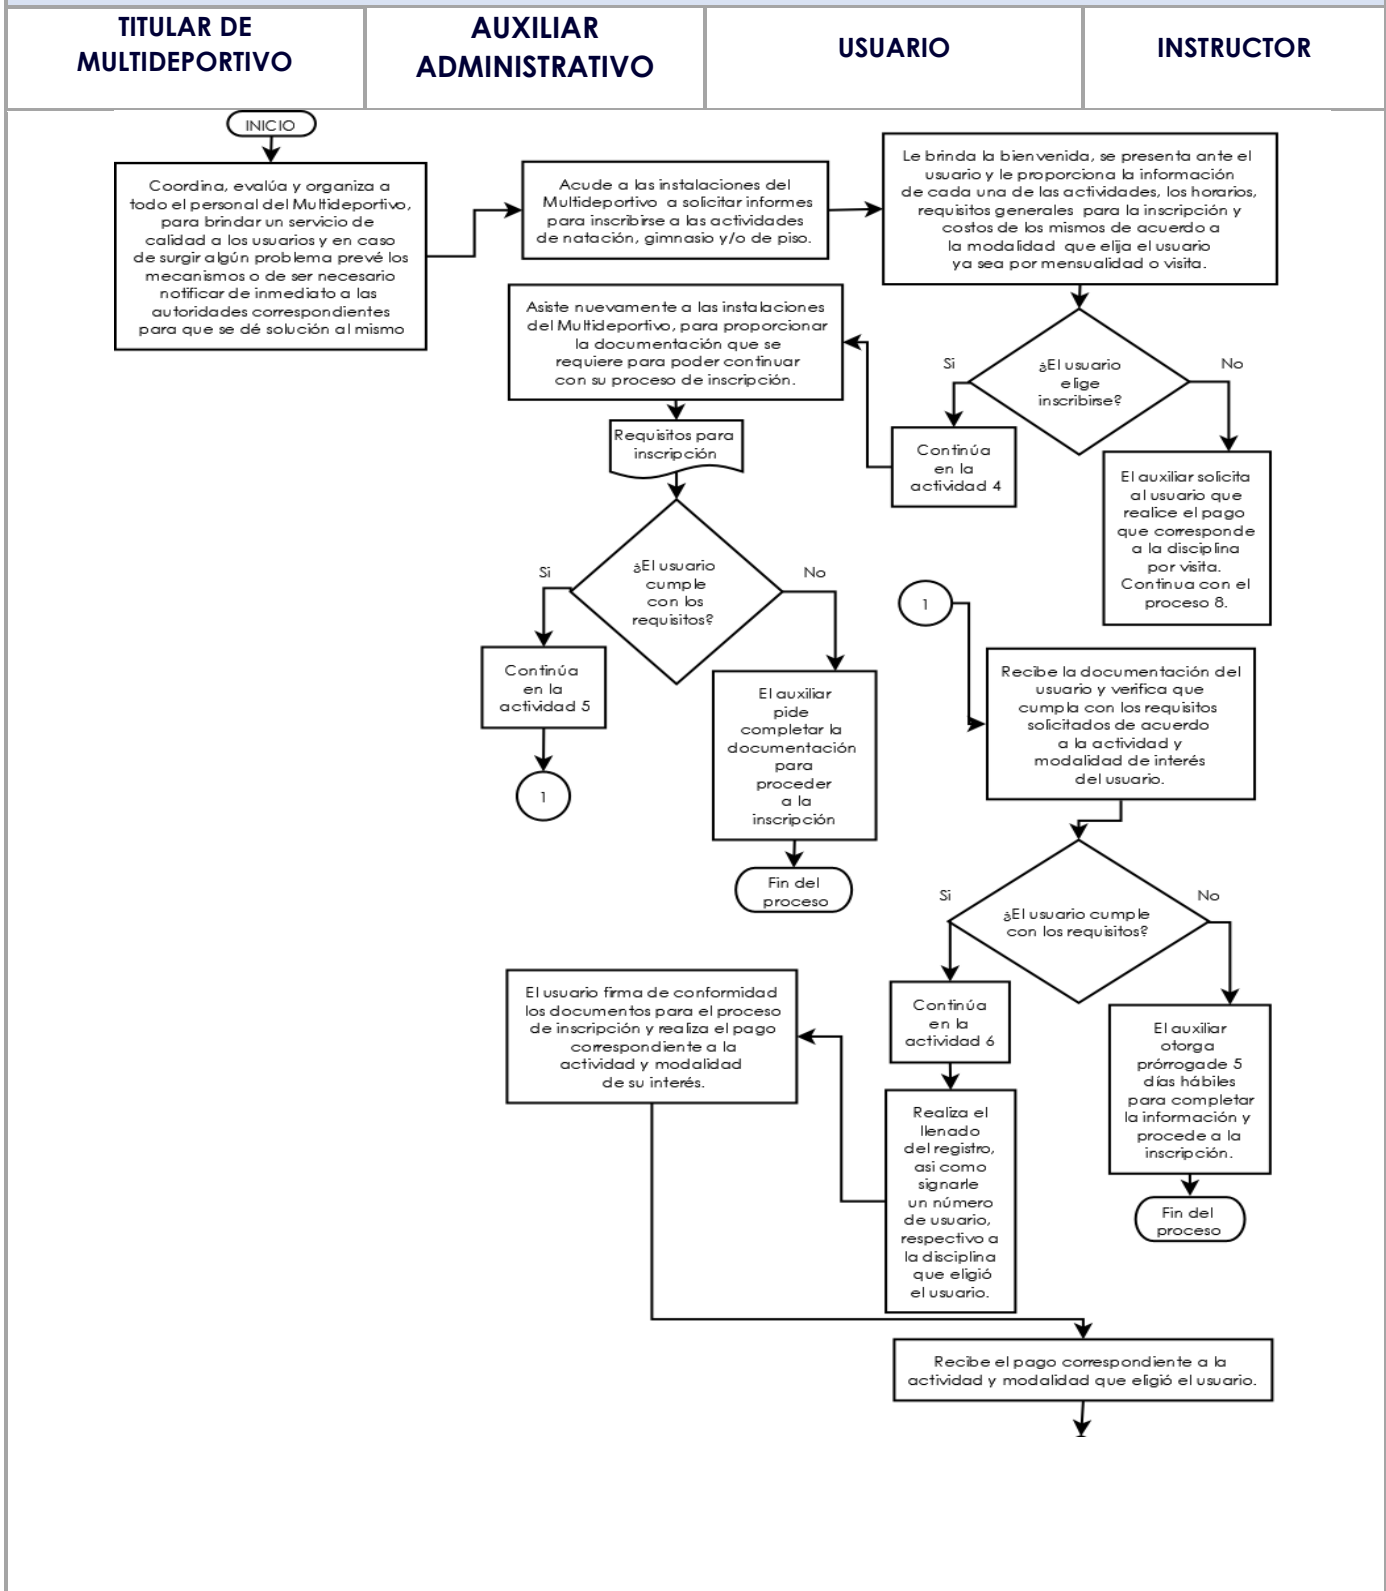 TITULAR DE
MULTIDEPORTIVO
AUXILIAR
ADMINISTRATIVO
USUARIO
INSTRUCTOR
INICIO
Coordina, evalúa y organiza a
todo el personal del Multideportivo,
para brindar un servicio de
calidad a los usuarios y en caso
de surgir algún problema prevé los
mecanismos o de ser necesario
notificar de inmediato a las
autoridades correspondientes
para que se dé solución al mismo
Acude a las instalaciones del
Multideportivo a solicitar informes
para inscribirse a las actividades
de natación, gimnasio y/o de piso.
Le brinda la bienvenida, se presenta ante el
usuario y le proporciona la información
de cada una de las actividades, los horarios,
requisitos generales para la inscripción y
costos de los mismos de acuerdo a
la modalidad que elija el usuario
ya sea por mensualidad o visita.
¿El usuario
elige
inscribirse?
Si
No
Continúa
en la
actividad 4
El auxiliar solicita
al usuario que
realice el pago
que corresponde
a la disciplina
por visita.
Continua con el
proceso 8.
Asiste nuevamente a las instalaciones
del Multideportivo, para proporcionar
la documentación que se
requiere para poder continuar
con su proceso de inscripción.
Requisitos para
inscripción
¿El usuario
cumple
con los
requisitos?
Si
No
Continúa
en la
actividad 5
1
El auxiliar
pide
completar la
documentación
para
proceder
a la
inscripción
Fin del
proceso
1
Recibe la documentación del
usuario y verifica que
cumpla con los requisitos
solicitados de acuerdo
a la actividad y
modalidad de interés
del usuario.
¿El usuario cumple
con los requisitos?
Si
No
Continúa
en la
actividad 6
El auxiliar
otorga
prórrogade 5
días hábiles
para completar
la información y
procede a la
inscripción.
Fin del
proceso
Realiza el
llenado
del registro,
asi como
signarle
un número
de usuario,
respectivo a
la disciplina
que eligió
el usuario.
El usuario firma de conformidad
los documentos para el proceso
de inscripción y realiza el pago
correspondiente a la
actividad y modalidad
de su interés.
Recibe el pago correspondiente a la
actividad y modalidad que eligió el usuario.